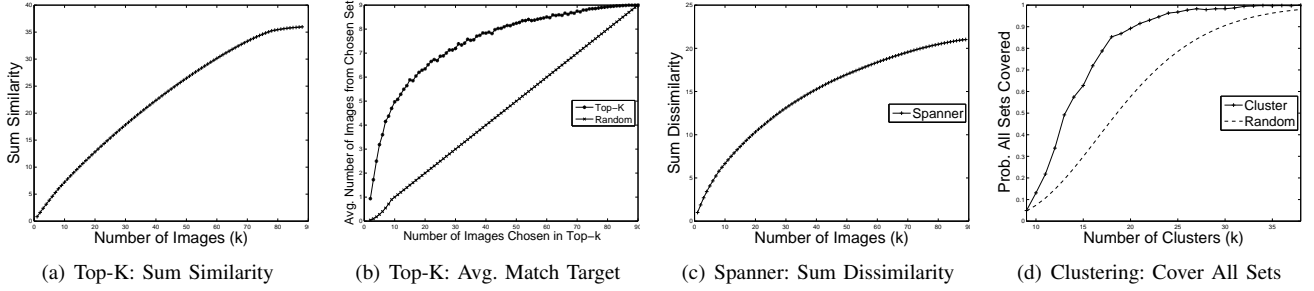 40
35
30
25
20
15
10
5
0
Sum Similarity
0 10 20 30 40 50 60 70 80 90
Number of Images (k)
(a) Top-K: Sum Similarity
9
8
7
6
5
4
3
2
1
0
Avg. Number of Images from Chosen Set
Top−K
Random
0 10 20 30 40 50 60 70 80 90
Number of Images Chosen in Top−k
(b) Top-K: Avg. Match Target
25
20
15
10
5
0
Sum Dissimilarity
Spanner
0 10 20 30 40 50 60 70 80 90
Number of Images (k)
(c) Spanner: Sum Dissimilarity
1
0.9
0.8
0.7
0.6
0.5
0.4
0.3
0.2
0.1
0
Prob. All Sets Covered
Cluster
Random
10 15 20 25 30 35
Number of Clusters (k)
(d) Clustering: Cover All Sets